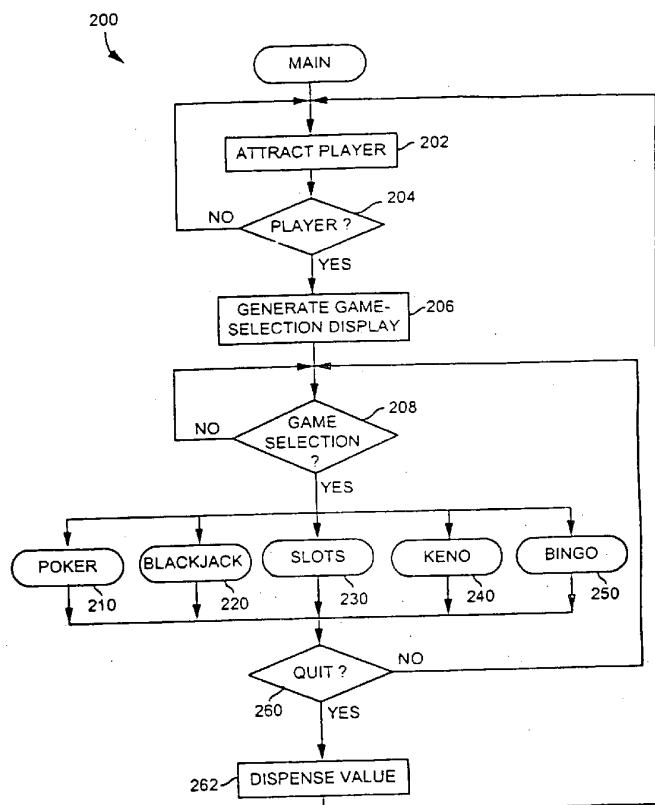 200
MAIN
ATTRACT PLAYER
202
204
NO
PLAYER ?
YES
GENERATE GAME-
SELECTION DISPLAY
206
208
NO
GAME
SELECTION
?
YES
POKER
BLACKJACK
SLOTS
KENO
BINGO
210
220
230
240
250
QUIT ?
NO
260
YES
262
DISPENSE VALUE